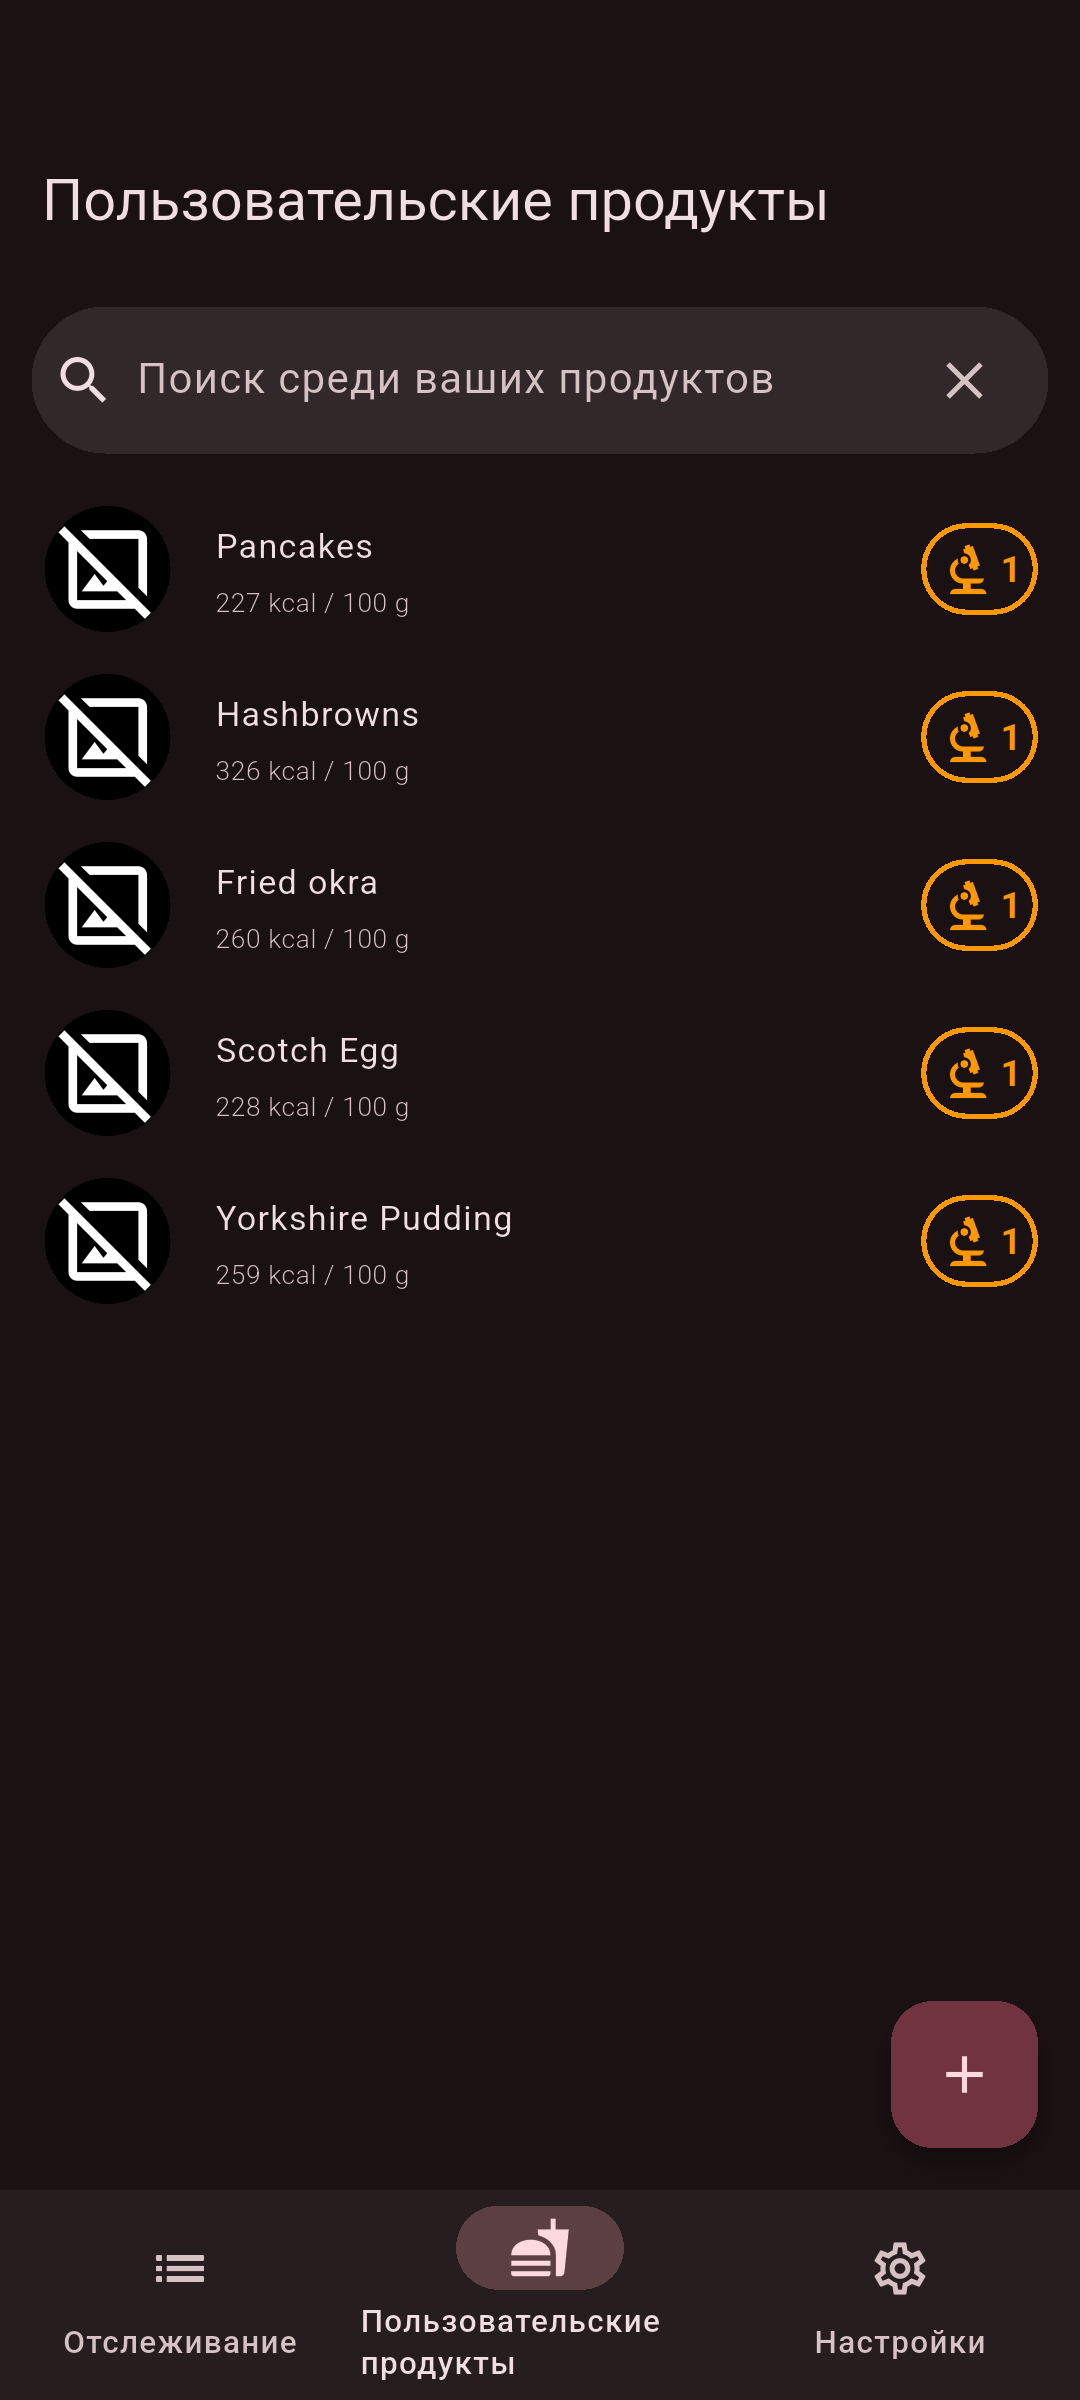 Пользовательские продукты
Поиск среди ваших продуктов
Pancakes
227 kcal / 100 g
1
Hashbrowns
326 kcal / 100 g
1
Fried okra
260 kcal / 100 g
1
Scotch Egg
228 kcal / 100 g
1
Yorkshire Pudding
259 kcal / 100 g
1
Отслеживание
Пользовательские
продукты
Настройки